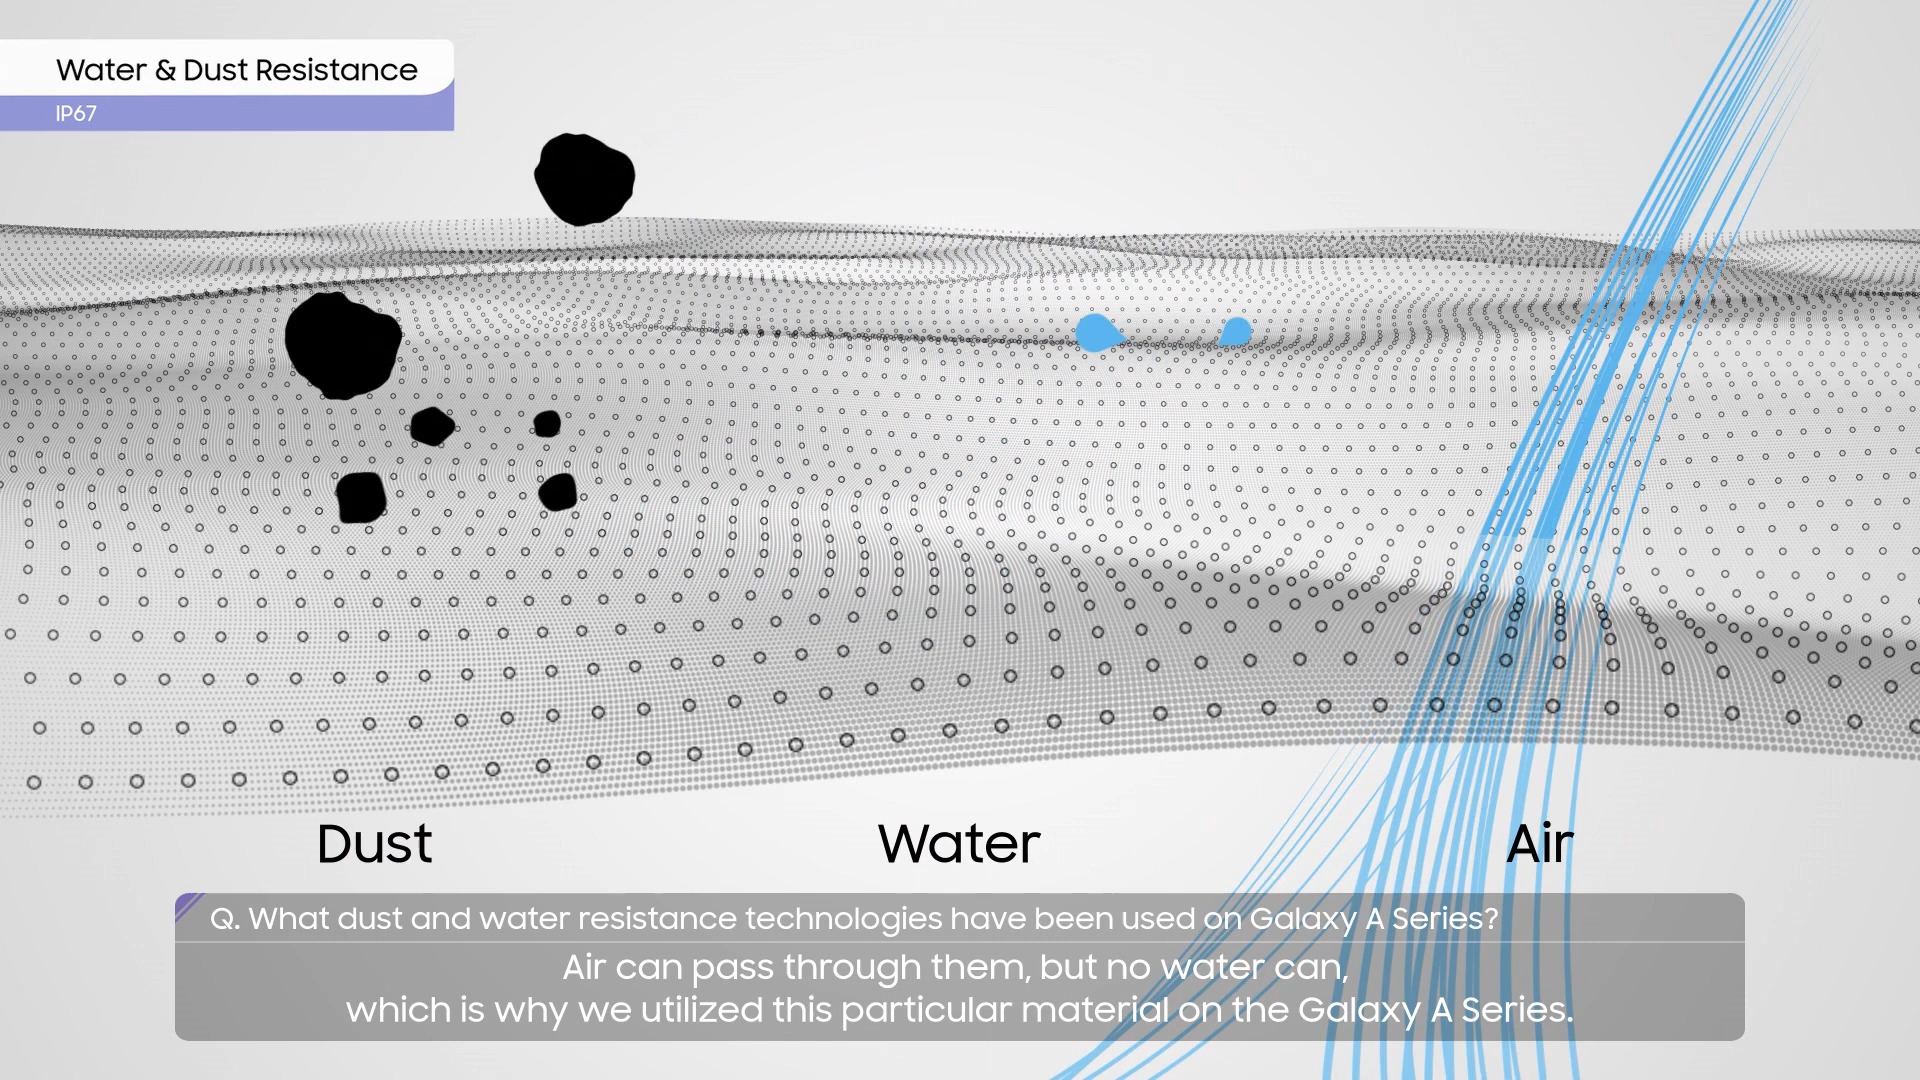 Water & Dust Resistance
IP67
Dust
Water
Air
Q. What dust and water resistance technologies have been used on Galaxy A Series?
Air can pass through them, but no water can,
which is why we utilized this particular material on the Galaxy A Series.